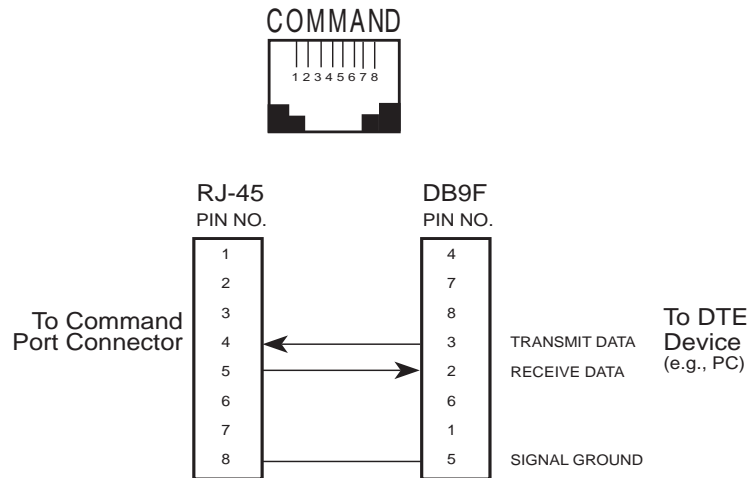 COMMAND
1 2 3 4 5 6 7 8
RJ-45 DB9F
PIN NO. PIN NO.
1 4
2 7
3 8
To Command
Port Connector
4 3 TRANSMIT DATA
5 2 RECEIVE DATA
To DTE
Device
(e.g., PC)
6 6
7 1
8 5 SIGNAL GROUND